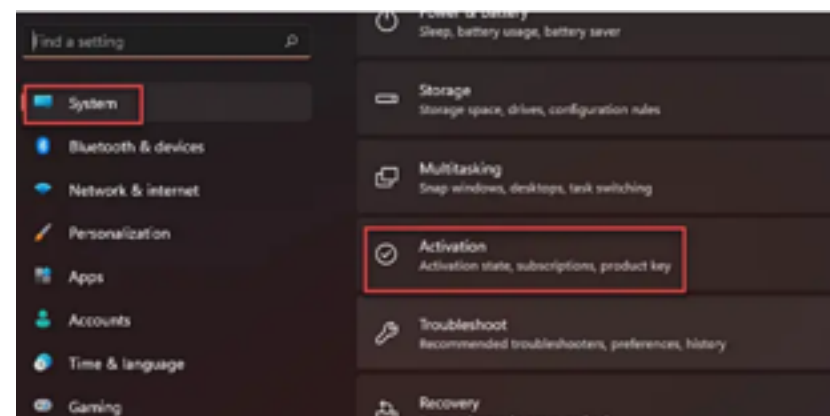 Find a setting
System
Bluetooth & devices
Network & internet
Personalization
Apps
Accounts
Time & language
Gaming
Power & battery
Sleep, battery usage, battery saver
Storage
Storage space, drives, configuration rules
Multitasking
Snap windows, desktops, task switching
Activation
Activation state, subscriptions, product key
Troubleshoot
Recommended troubleshooters, preferences, history
Recovery